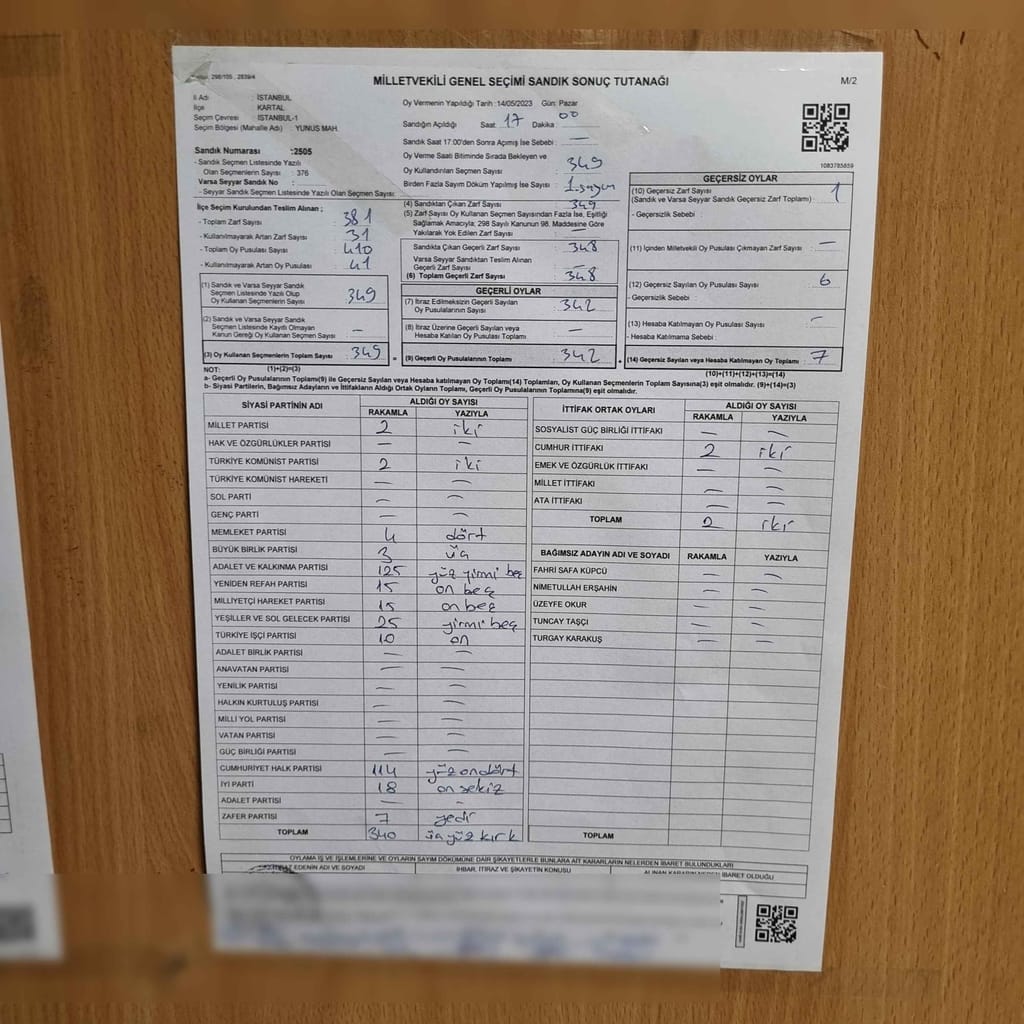 298/105 , 2839/4
MİLLETVEKİLİ GENEL SEÇİMİ SANDIK SONUÇ TUTANAĞI
M/2
İl Adı : İSTANBUL
İlçe : KARTAL
Seçim Çevresi : İSTANBUL-1
Seçim Bölgesi (Mahalle Adı) : YUNUS MAH.
Sandık Numarası :2505
- Sandık Seçmen Listesinde Yazılı
Olan Seçmenlerin Sayısı : 376
Varsa Seyyar Sandık No :
- Seyyar Sandık Seçmen Listesinde Yazılı Olan Seçmen Sayısı:
Oy Vermenin Yapıldığı Tarih :14/05/2023 Gün: Pazar
Sandığın Açıldığı Saat 17 Dakika 00
Sandık Saat 17.00'den Sonra Açımış İse Sebebi : —
Oy Verme Saati Bitiminde Sırada Bekleyen ve
Oy Kullandırılan Seçmen Sayısı : 349
Birden Fazla Sayım Döküm Yapılmış İse Sayısı : 1.sayım
1083785859
İlçe Seçim Kurulundan Teslim Alınan ;
- Toplam Zarf Sayısı : 381
- Kullanılmayarak Artan Zarf Sayısı : 31
- Toplam Oy Pusulası Sayısı : 410
- Kullanılmayarak Artan Oy Pusulası : 41
(4) Sandıktan Çıkan Zarf Sayısı : 349
(5) Zarf Sayısı Oy Kullanan Seçmen Sayısından Fazla İse, Eşitliği
Sağlamak Amacıyla; 298 Sayılı Kanunun 98. Maddesine Göre
Yakılarak Yok Edilen Zarf Sayısı : —
Sandıkta Çıkan Geçerli Zarf Sayısı : 348
Varsa Seyyar Sandıktan Teslim Alınan
Geçerli Zarf Sayısı : —
(6) Toplam Geçerli Zarf Sayısı : 348
GEÇERSİZ OYLAR
(10) Geçersiz Zarf Sayısı
(Sandık ve Varsa Seyyar Sandık Geçersiz Zarf Toplamı) : 1
- Geçersizlik Sebebi :
(11) İçinden Milletvekili Oy Pusulası Çıkmayan Zarf Sayısı : —
(12) Geçersiz Sayılan Oy Pusulası Sayısı : 6
- Geçersizlik Sebebi :
(13) Hesaba Katılmayan Oy Pusulası Sayısı : —
- Hesaba Katılmama Sebebi :
(14) Geçersiz Sayılan veya Hesaba Katılmayan Oy Toplamı : 7
(10)+(11)+(12)+(13)=(14)
(1) Sandık ve Varsa Seyyar Sandık
Seçmen Listesinde Yazılı Olup
Oy Kullanan Seçmenlerin Sayısı : 349
(2) Sandık ve Varsa Seyyar Sandık
Seçmen Listesinde Kayıtlı Olmayan
Kanun Gereği Oy Kullanan Seçmen Sayısı : —
(3) Oy Kullanan Seçmenlerin Toplam Sayısı : 349 =
(1)+(2)=(3)
GEÇERLİ OYLAR
(7) İtiraz Edilmeksizin Geçerli Sayılan
Oy Pusulalarının Sayısı : 342
(8) İtiraz Üzerine Geçerli Sayılan veya
Hesaba Katılan Oy Pusulaları Toplamı : —
(9) Geçerli Oy Pusulalarının Toplamı : 342 +
NOT:
a- Geçerli Oy Pusulalarının Toplamı(9) ile Geçersiz Sayılan veya Hesaba katılmayan Oy Toplam(14) Toplamları, Oy Kullanan Seçmenlerin Toplam Sayısına(3) eşit olmalıdır. (9)+(14)=(3)
b- Siyasi Partilerin, Bağımsız Adayların ve İttifakların Aldığı Ortak Oyların Toplamı, Geçerli Oy Pusulalarının Toplamına(9) eşit olmalıdır.
SİYASİ PARTİNİN ADI ALDIĞI OY SAYISI
RAKAMLA YAZIYLA
MİLLET PARTİSİ 2 iki
HAK VE ÖZGÜRLÜKLER PARTİSİ — —
TÜRKİYE KOMÜNİST PARTİSİ 2 iki
TÜRKİYE KOMÜNİST HAREKETİ — —
SOL PARTİ — —
GENÇ PARTİ — —
MEMLEKET PARTİSİ 4 dört
BÜYÜK BİRLİK PARTİSİ 3 üç
ADALET VE KALKINMA PARTİSİ 125 yüz yirmi beş
YENİDEN REFAH PARTİSİ 15 on beş
MİLLİYETÇİ HAREKET PARTİSİ 15 on beş
YEŞİLLER VE SOL GELECEK PARTİSİ 25 yirmi beş
TÜRKİYE İŞÇİ PARTİSİ 10 on
ADALET BİRLİK PARTİSİ — —
ANAVATAN PARTİSİ — —
YENİLİK PARTİSİ — —
HALKIN KURTULUŞ PARTİSİ — —
MİLLİ YOL PARTİSİ — —
VATAN PARTİSİ — —
GÜÇ BİRLİĞİ PARTİSİ — —
CUMHURİYET HALK PARTİSİ 114 yüz ondört
İYİ PARTİ 18 on sekiz
ADALET PARTİSİ — —
ZAFER PARTİSİ 7 yedi
TOPLAM 340 üç yüz kırk
İTTİFAK ORTAK OYLARI ALDIĞI OY SAYISI
RAKAMLA YAZIYLA
SOSYALİST GÜÇ BİRLİĞİ İTTİFAKI — —
CUMHUR İTTİFAKI 2 iki
EMEK VE ÖZGÜRLÜK İTTİFAKI — —
MİLLET İTTİFAKI — —
ATA İTTİFAKI — —
TOPLAM 2 iki
BAĞIMSIZ ADAYIN ADI VE SOYADI RAKAMLA YAZIYLA
FAHRİ SAFA KÜPCÜ — —
NİMETULLAH ERŞAHİN — —
ÜZEYFE OKUR — —
TUNCAY TAŞÇI — —
TURGAY KARAKUŞ — —
TOPLAM
OYLAMA İŞ VE İŞLEMLERİNE VE OYLARIN SAYIM DÖKÜMÜNE DAİR ŞİKAYETLERLE BUNLARA AİT KARARLARIN NELERDEN İBARET BULUNDUKLARI
EDENİN ADI VE SOYADI İHBAR, İTİRAZ VE ŞİKAYETİN KONUSU ALINAN KARARIN NEDEN İBARET OLDUĞU